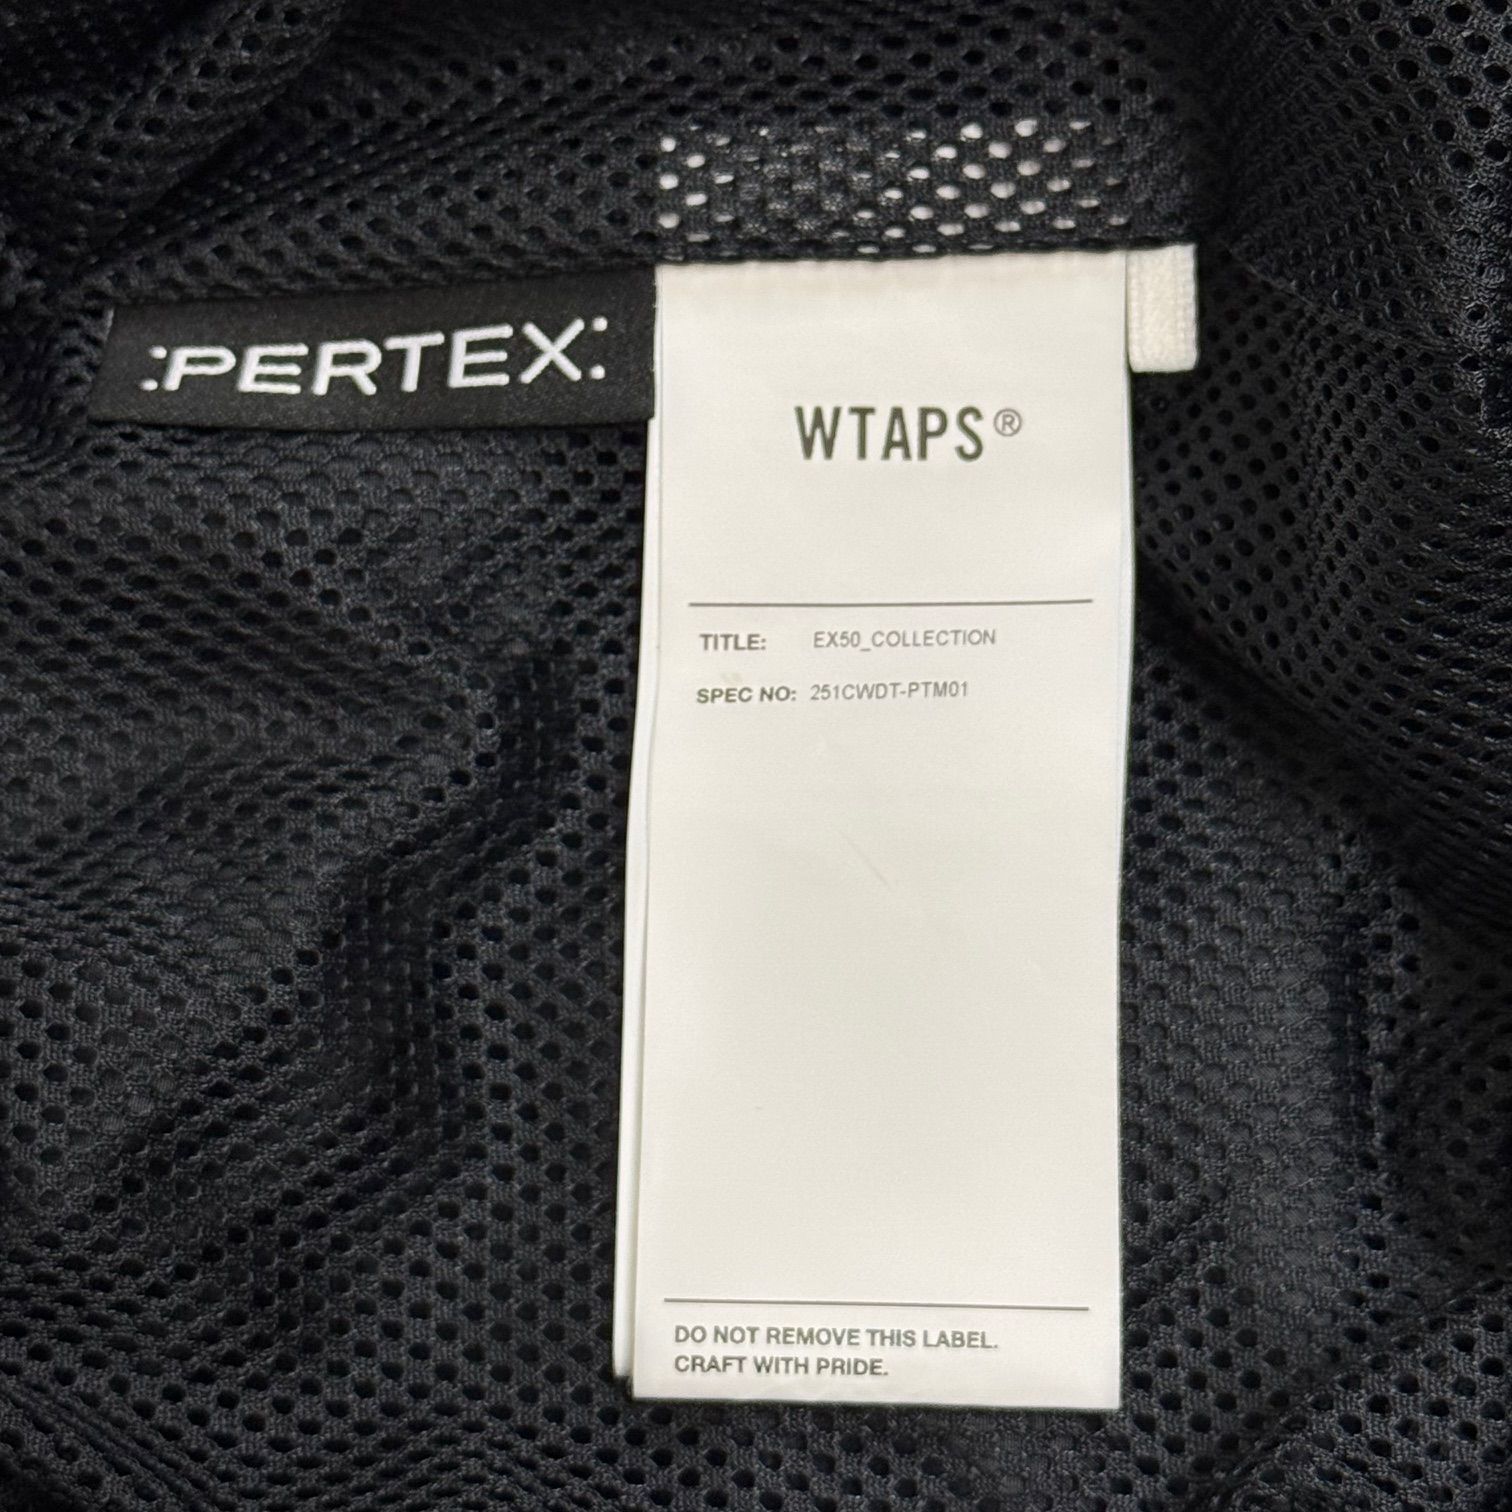 :PERTEX:
WTAPS®
TITLE: EX50_COLLECTION
SPEC NO: 251CWDT-PTM01
DO NOT REMOVE THIS LABEL.
CRAFT WITH PRIDE.